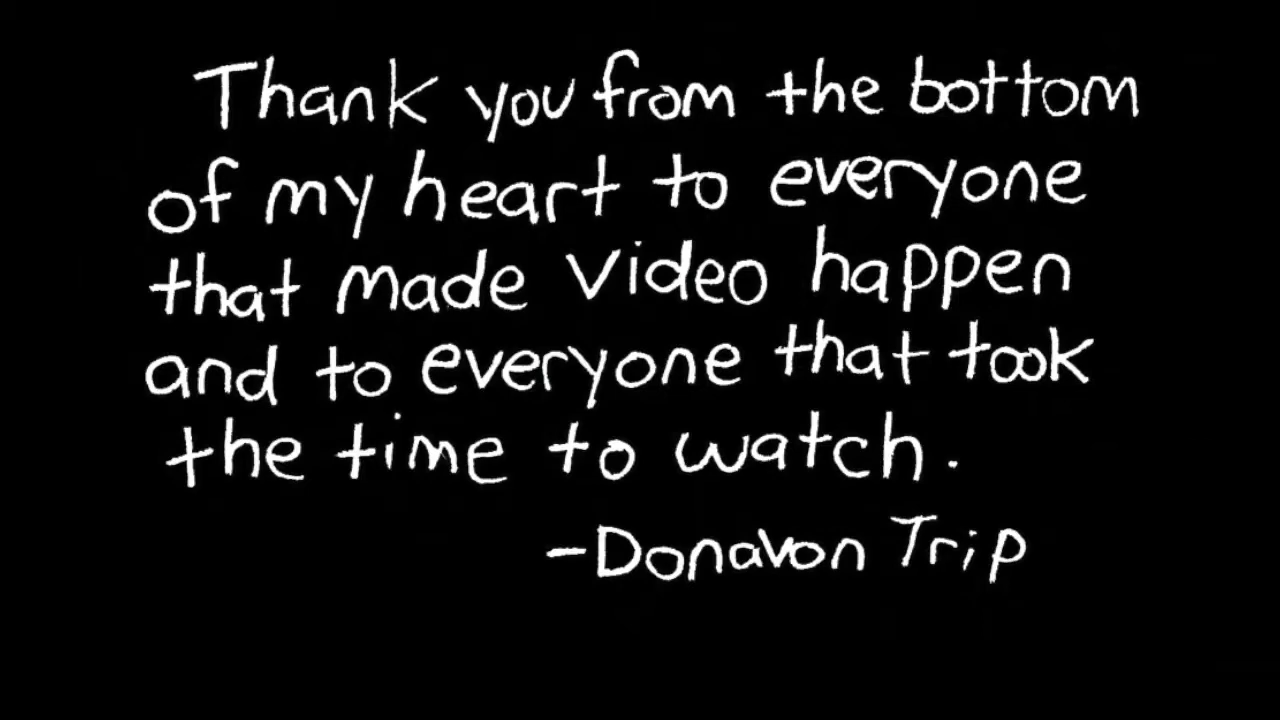 Thank you from the bottom
of my heart to everyone
that made video happen
and to everyone that took
the time to watch.
-Donavon Trip